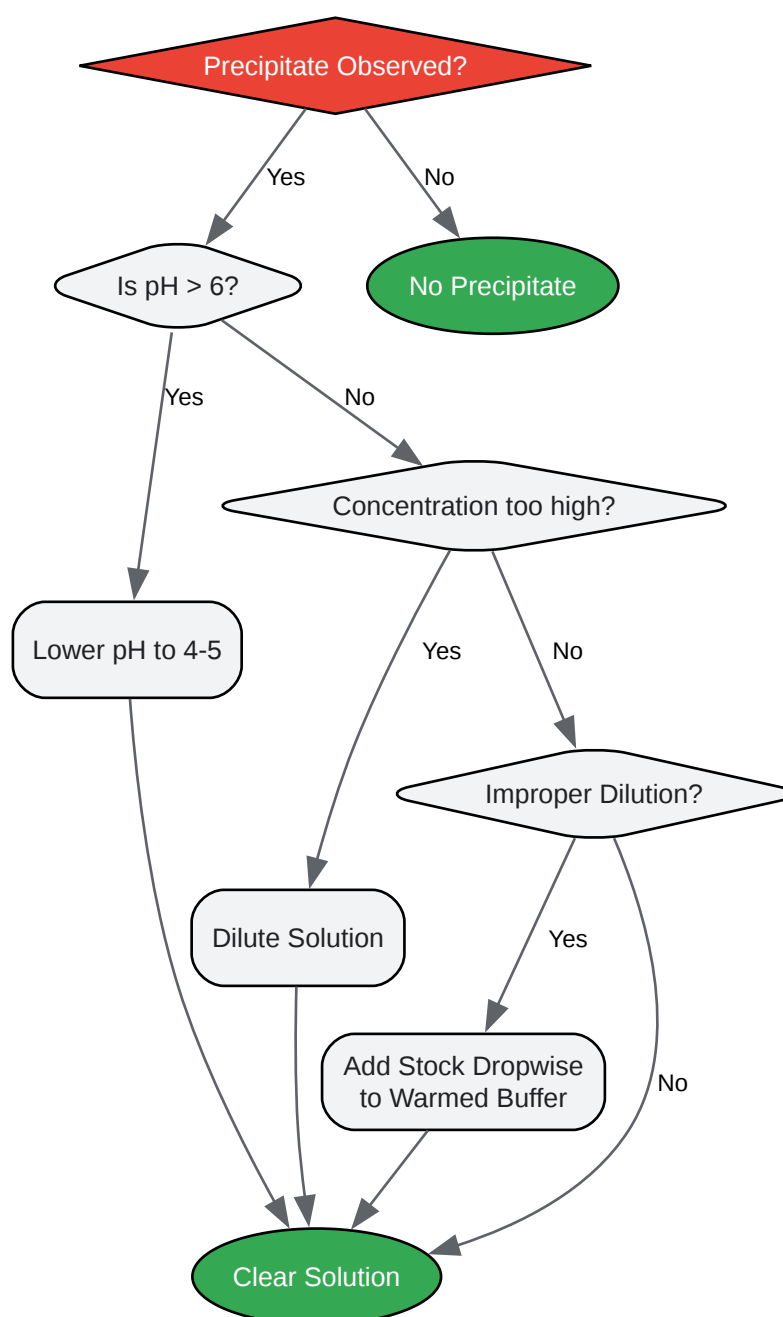 Precipitate Observed?
Yes
No
Is pH > 6?
No Precipitate
Yes
No
Concentration too high?
Lower pH to 4-5
Yes
No
Improper Dilution?
Dilute Solution
Yes
Add Stock Dropwise
to Warmed Buffer
No
Clear Solution